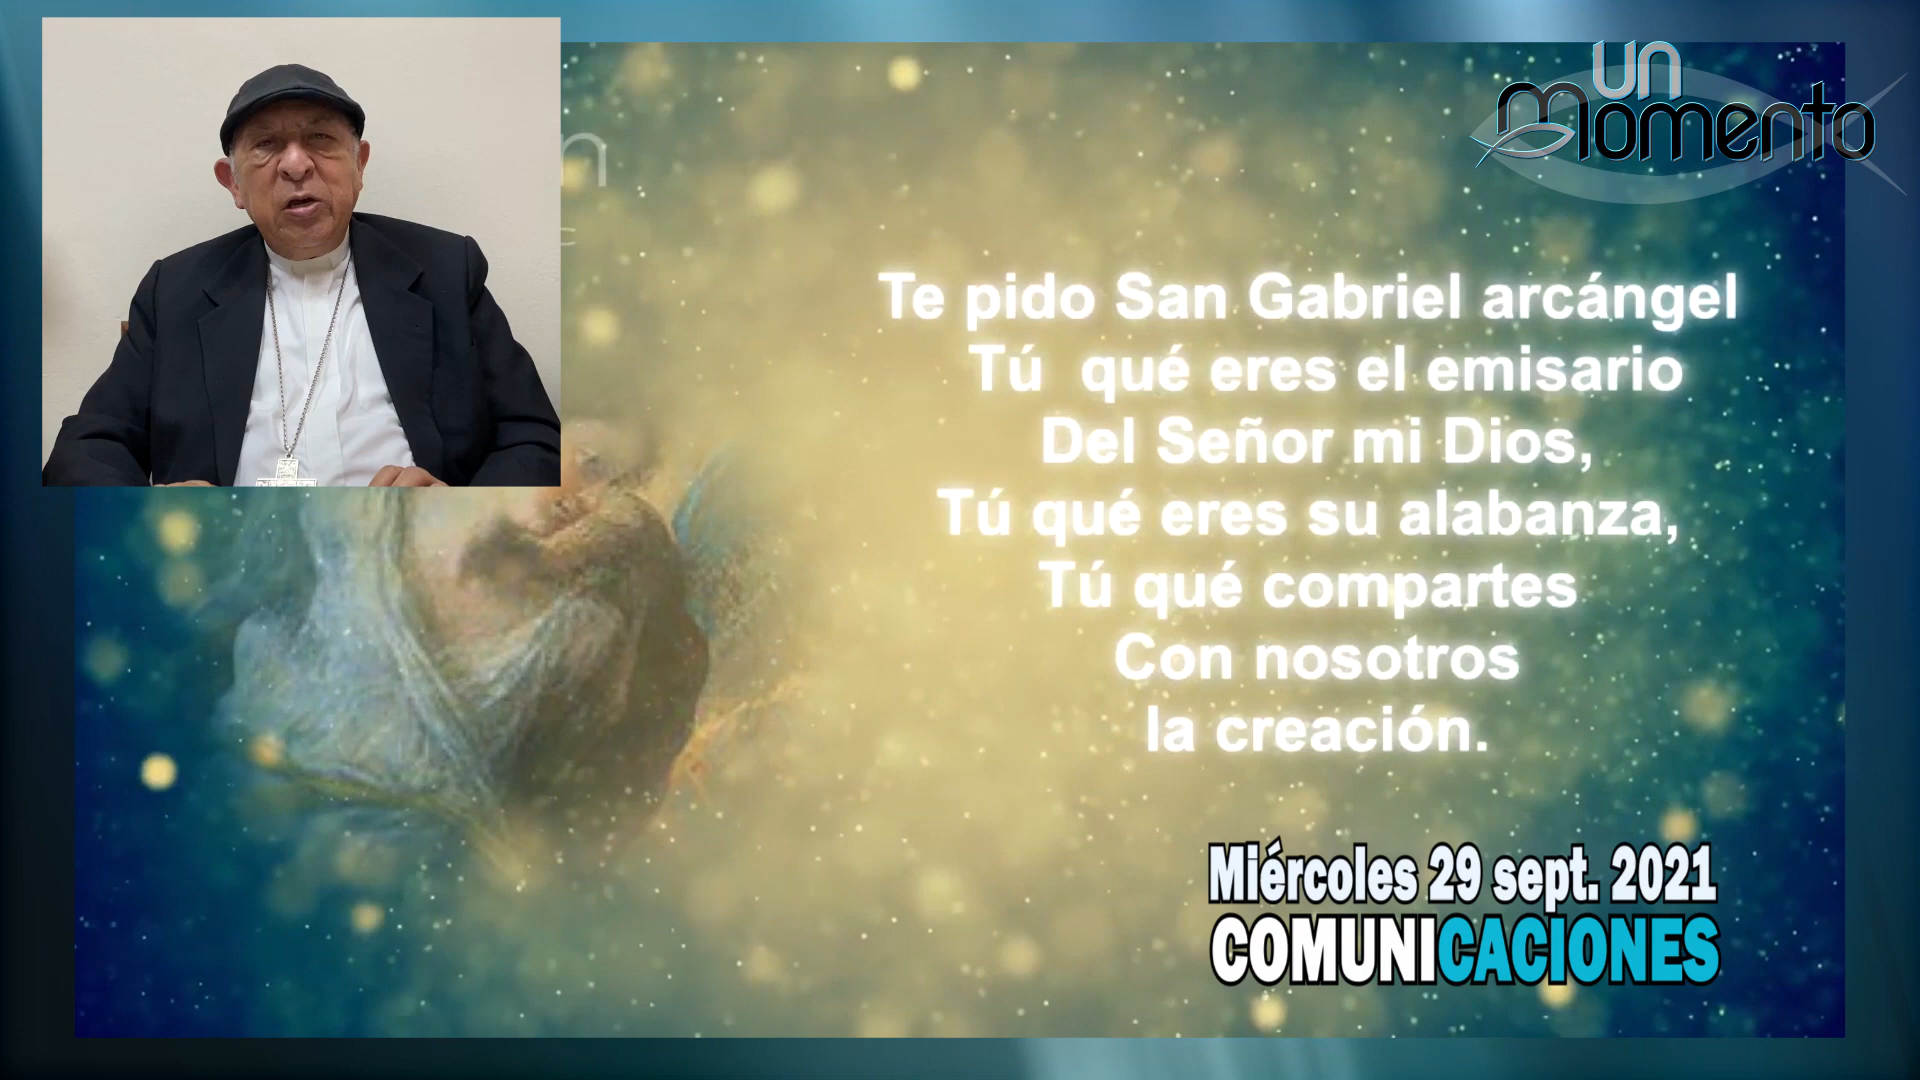 un
Momento
Te pido San Gabriel arcángel
Tú qué eres el emisario
Del Señor mi Dios,
Tú qué eres su alabanza,
Tú qué compartes
Con nosotros
la creación.
Miércoles 29 sept. 2021
COMUNICACIONES